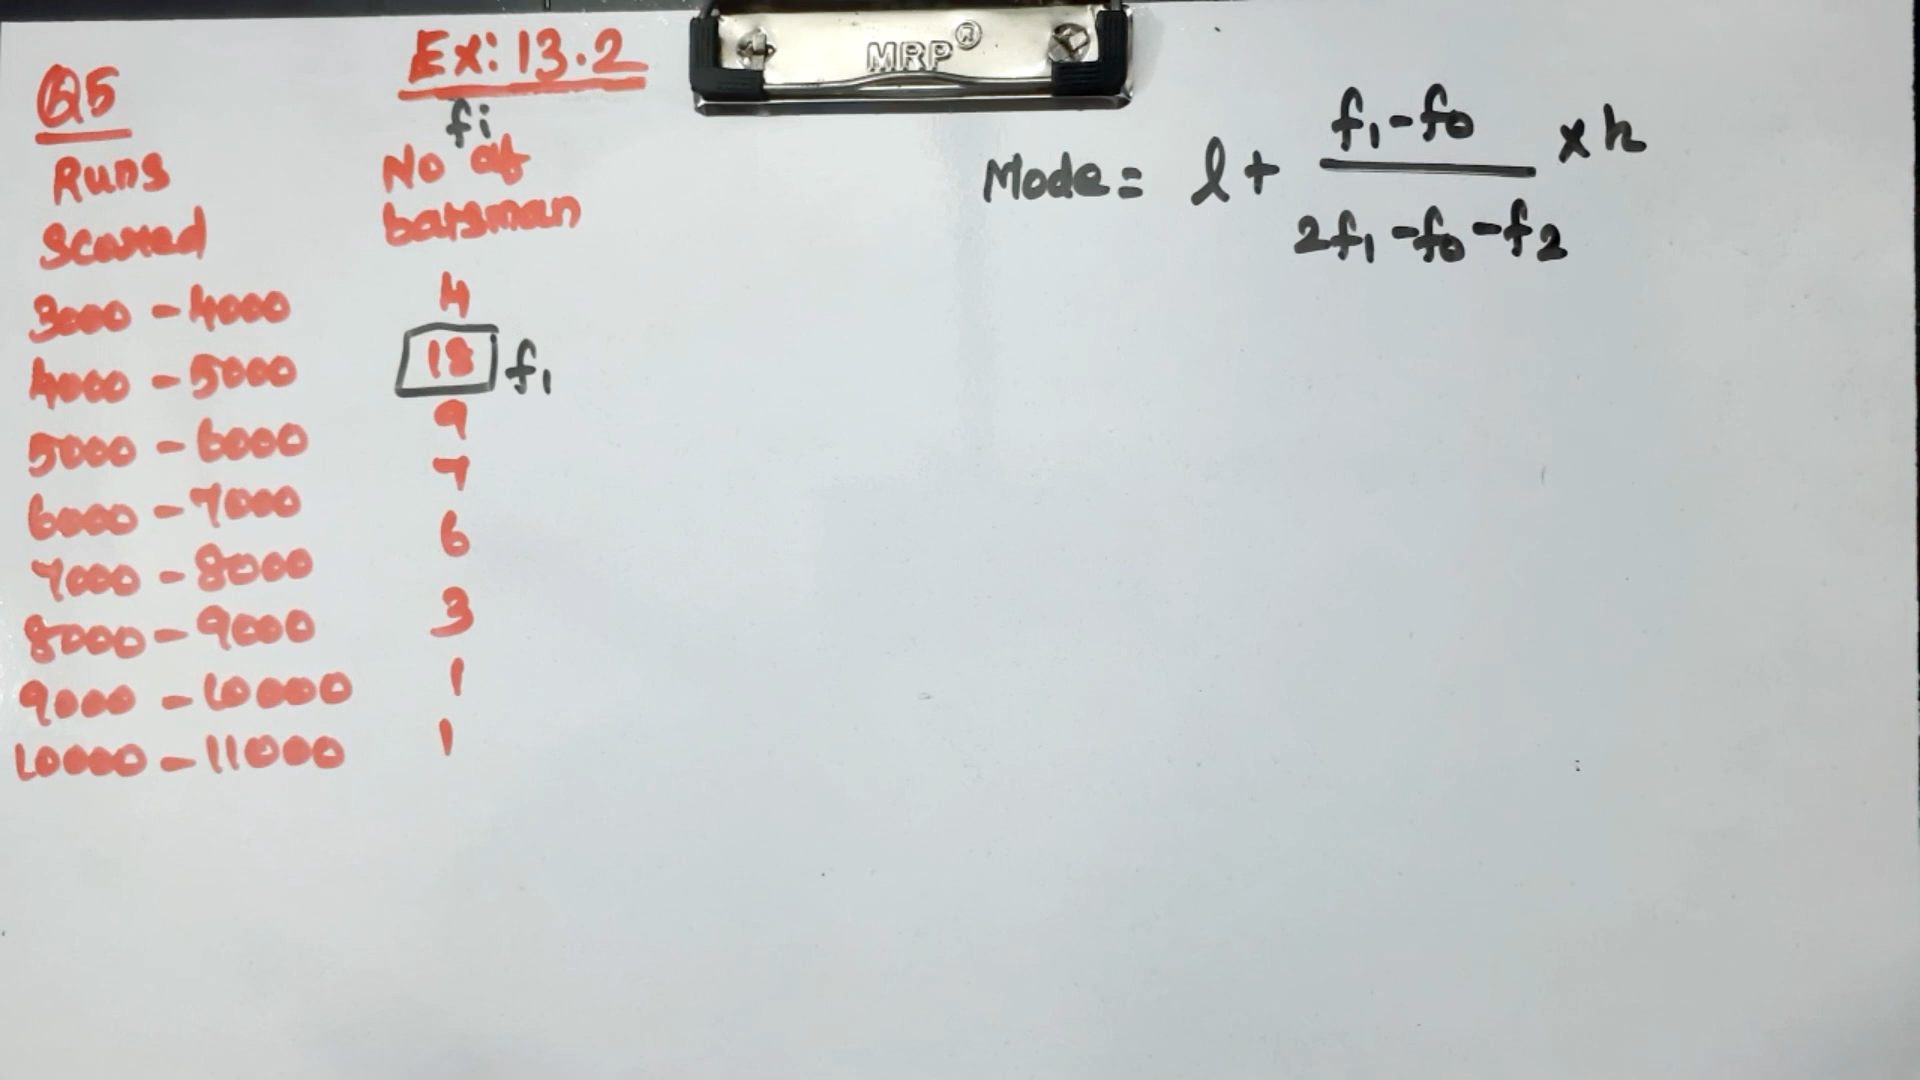 Q5
Ex: 13.2
MRP®
fi
Runs Scored
No of batsman
3000 - 4000 4
4000 - 5000 18 f₁
5000 - 6000 9
6000 - 7000 7
7000 - 8000 6
8000 - 9000 3
9000 - 10000 1
10000 - 11000 1
Mode = l + (f₁ - f₀) / (2f₁ - f₀ - f₂) × h